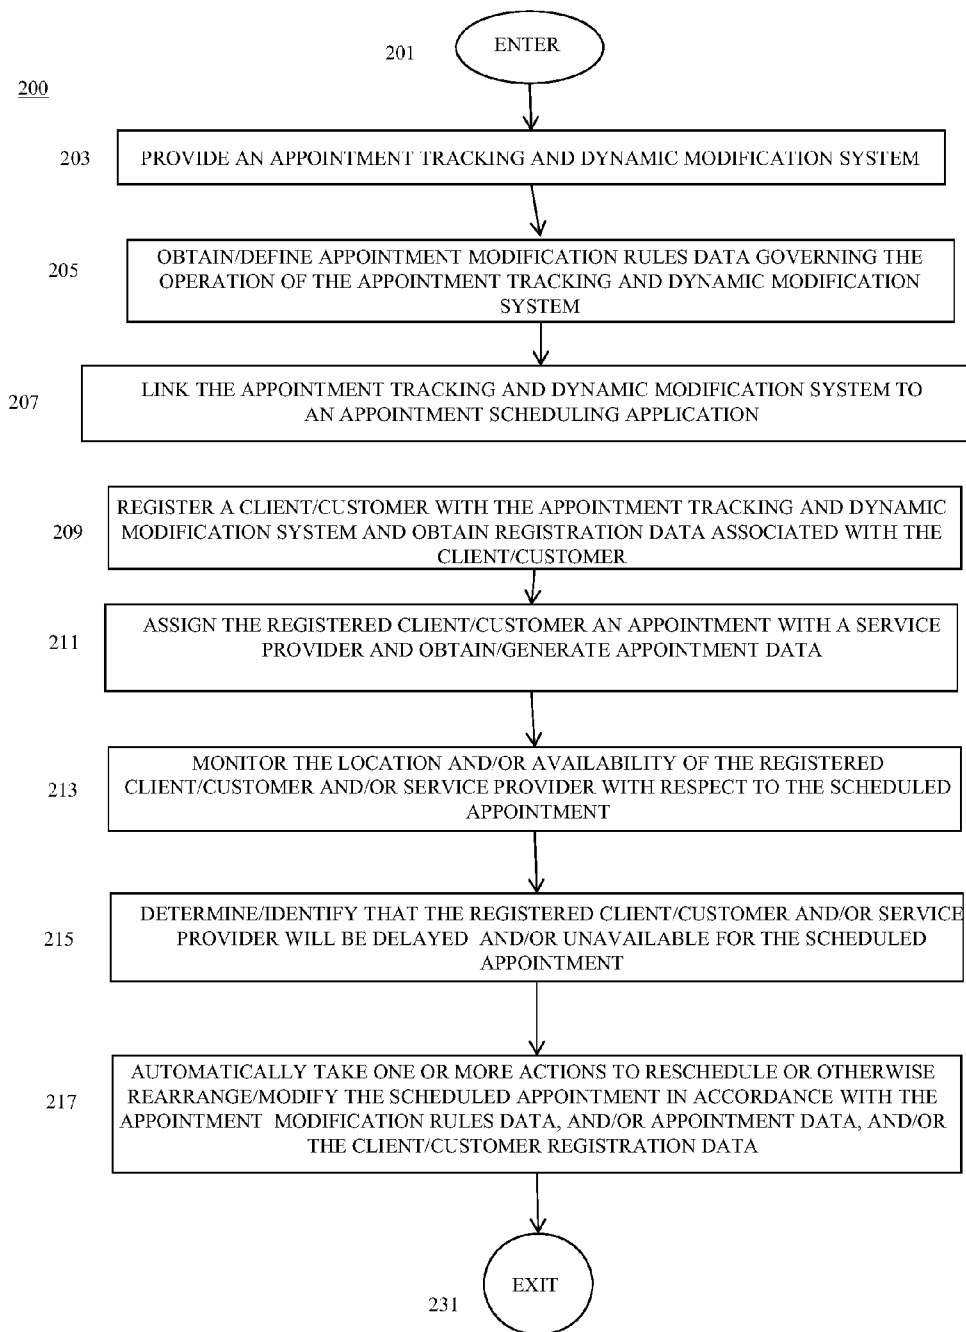 ENTER
201
200
203
PROVIDE AN APPOINTMENT TRACKING AND DYNAMIC MODIFICATION SYSTEM
205
OBTAIN/DEFINE APPOINTMENT MODIFICATION RULES DATA GOVERNING THE
OPERATION OF THE APPOINTMENT TRACKING AND DYNAMIC MODIFICATION
SYSTEM
207
LINK THE APPOINTMENT TRACKING AND DYNAMIC MODIFICATION SYSTEM TO
AN APPOINTMENT SCHEDULING APPLICATION
209
REGISTER A CLIENT/CUSTOMER WITH THE APPOINTMENT TRACKING AND DYNAMIC
MODIFICATION SYSTEM AND OBTAIN REGISTRATION DATA ASSOCIATED WITH THE
CLIENT/CUSTOMER
211
ASSIGN THE REGISTERED CLIENT/CUSTOMER AN APPOINTMENT WITH A SERVICE
PROVIDER AND OBTAIN/GENERATE APPOINTMENT DATA
213
MONITOR THE LOCATION AND/OR AVAILABILITY OF THE REGISTERED
CLIENT/CUSTOMER AND/OR SERVICE PROVIDER WITH RESPECT TO THE SCHEDULED
APPOINTMENT
215
DETERMINE/IDENTIFY THAT THE REGISTERED CLIENT/CUSTOMER AND/OR SERVICE
PROVIDER WILL BE DELAYED AND/OR UNAVAILABLE FOR THE SCHEDULED
APPOINTMENT
217
AUTOMATICALLY TAKE ONE OR MORE ACTIONS TO RESCHEDULE OR OTHERWISE
REARRANGE/MODIFY THE SCHEDULED APPOINTMENT IN ACCORDANCE WITH THE
APPOINTMENT MODIFICATION RULES DATA, AND/OR APPOINTMENT DATA, AND/OR
THE CLIENT/CUSTOMER REGISTRATION DATA
EXIT
231